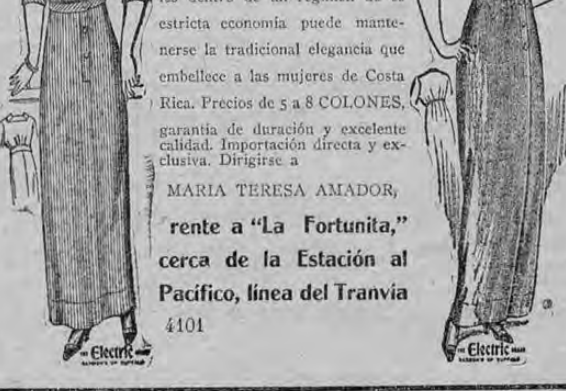 estricta economía puede mante-
nerse la tradicional elegancia que
embellece a las mujeres de Costa
Rica. Precios de 5 a 8 COLONES,
garantía de duración y excelente
calidad. Importación directa y ex-
clusiva. Dirigirse a
MARIA TERESA AMADOR,
rente a “La Fortunita,”
cerca de la Estación al
Pacífico, línea del Tranvía
4101
Electric
Electric